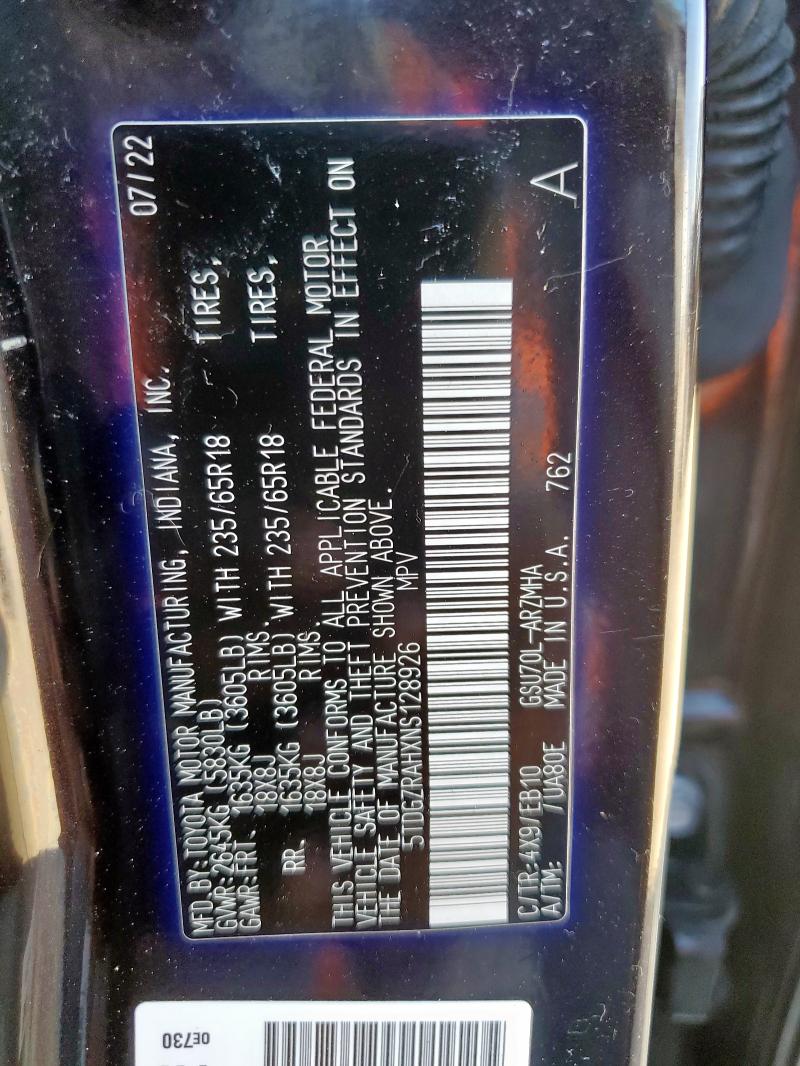 MFD.BY:TOYOTA MOTOR MANUFACTURING, INDIANA, INC. 07/22
GVWR:2645KG (5830LB)
GAWR:FRT. 1635KG (3605LB) WITH 235/65R18 TIRES,
18X8J RIMS,
RR. 1635KG (3605LB) WITH 235/65R18 TIRES,
18X8J RIMS.
THIS VEHICLE CONFORMS TO ALL APPLICABLE FEDERAL MOTOR
VEHICLE SAFETY AND THEFT PREVENTION STANDARDS IN EFFECT ON
THE DATE OF MANUFACTURE SHOWN ABOVE.
5TDGZRAHXNS128926 MPV
C/TR:4X9/EB10 GSU70L-ARZMHA
A/TM: /UA80E MADE IN U.S.A. 762 A
0E730